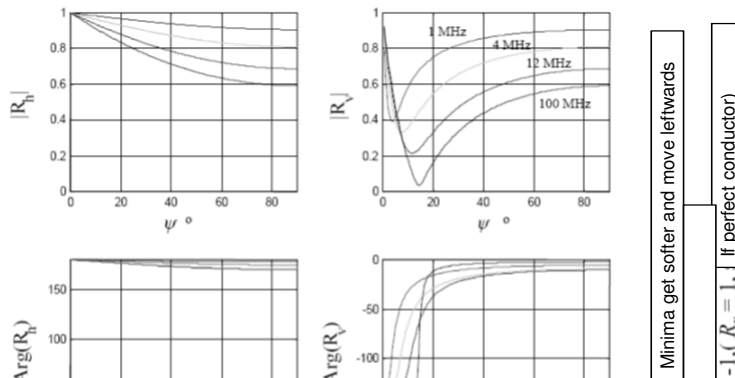 |R_h|
1
0.8
0.6
0.4
0.2
0
0 20 40 60 80
ψ °
|R_v|
1
0.8
0.6
0.4
0.2
0
1 MHz
4 MHz
12 MHz
100 MHz
0 20 40 60 80
ψ °
Arg(R_h)
150
100
Arg(R_v)
0
-50
-100
Minima get softer and move leftwards
If perfect conductor)